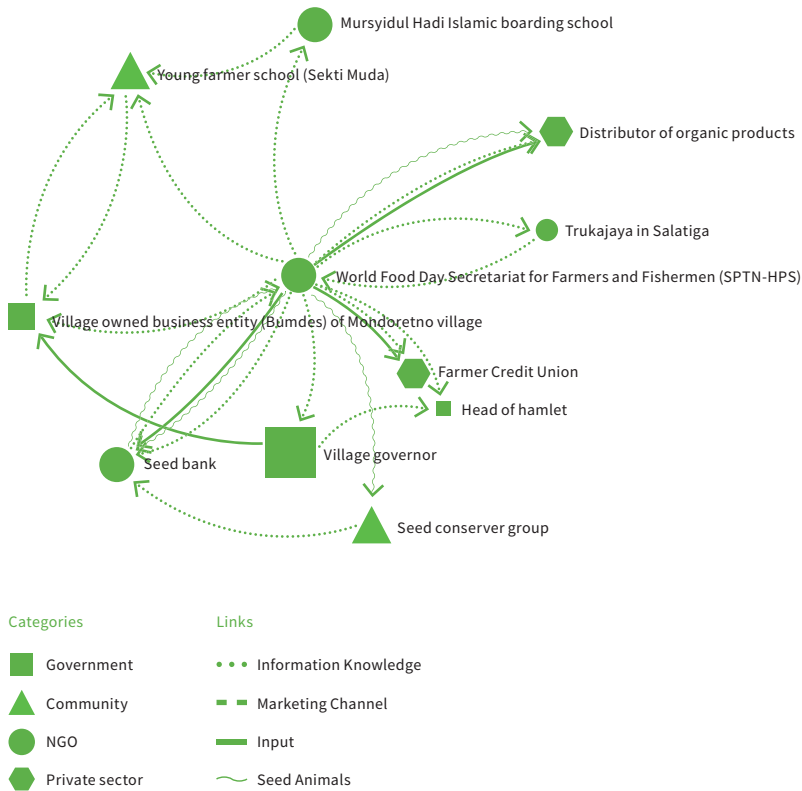 Mursyidul Hadi Islamic boarding school
Young farmer school (Sekti Muda)
Distributor of organic products
Trukajaya in Salatiga
World Food Day Secretariat for Farmers and Fishermen (SPTN-HPS)
Village owned business entity (Bumdes) of Mondoretno village
Farmer Credit Union
Head of hamlet
Village governor
Seed bank
Seed conserver group
Categories
Links
Government
Information Knowledge
Community
Marketing Channel
NGO
Input
Private sector
Seed Animals